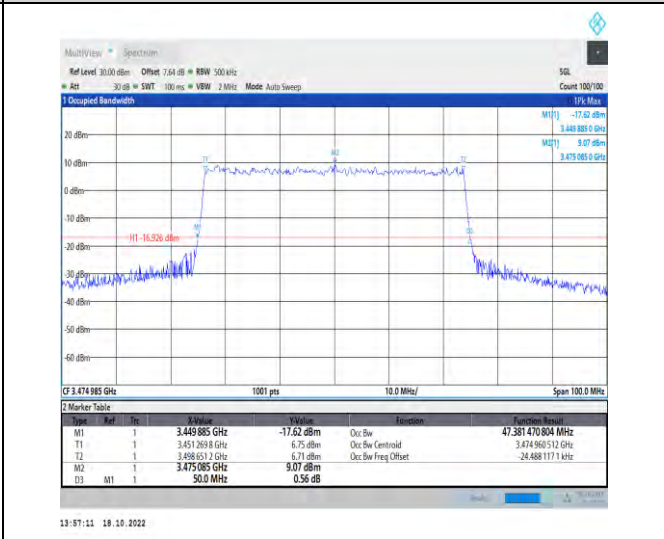 MultiView Spectrum
Ref Level 30.00 dBm Offset 7.64 dB RBW 500 kHz SGL
Att 30 dB SWT 100 ms VBW 2 MHz Mode Auto Sweep Count 100/100
1 Occupied Bandwidth 1Pk Max
M1[1] -17.62 dBm
3.449 885 0 GHz
20 dBm
M2[1] 9.07 dBm
3.475 085 0 GHz
T1 M2 T2
10 dBm
0 dBm
-10 dBm
M1 D3
H1 -16.926 dBm
-20 dBm
-30 dBm
-40 dBm
-50 dBm
-60 dBm
CF 3.474 985 GHz 1001 pts 10.0 MHz/ Span 100.0 MHz
2 Marker Table
Type Ref Trc X-Value Y-Value Function Function Result
M1 1 3.449 885 GHz -17.62 dBm Occ Bw 47.381 470 804 MHz
T1 1 3.451 269 8 GHz 6.75 dBm Occ Bw Centroid 3.474 960 512 GHz
T2 1 3.498 651 2 GHz 6.71 dBm Occ Bw Freq Offset -24.488 117 1 kHz
M2 1 3.475 085 GHz 9.07 dBm
D3 M1 1 50.0 MHz 0.56 dB
13:57:11 18.10.2022